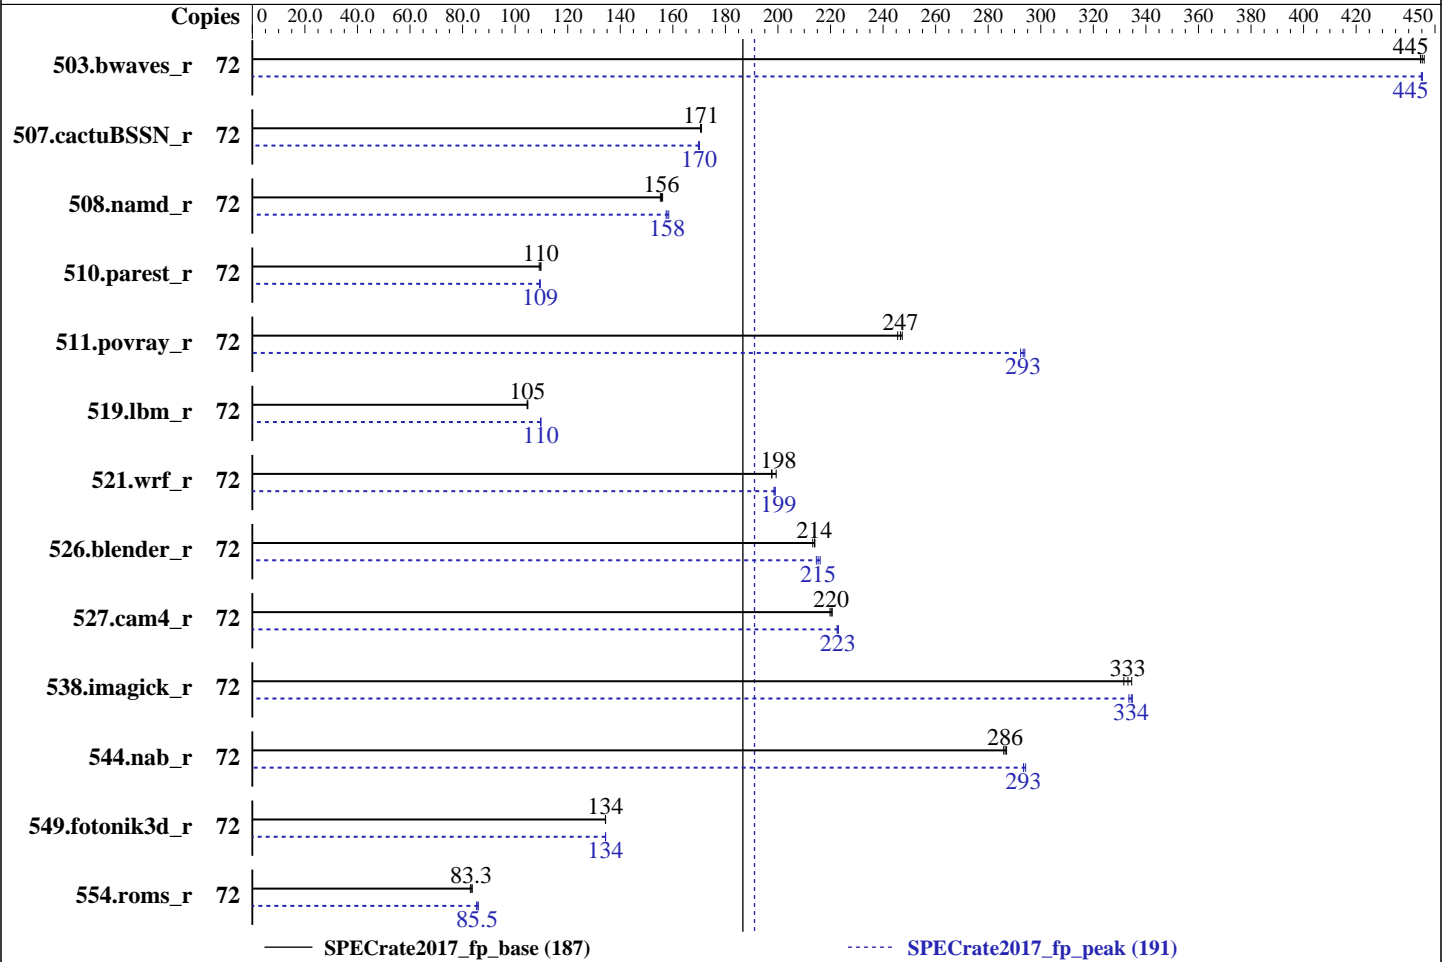 Copies 0 20.0 40.0 60.0 80.0 100 120 140 160 180 200 220 240 260 280 300 320 340 360 380 400 420 450
503.bwaves_r 72 445
445
507.cactuBSSN_r 72 171
170
508.namd_r 72 156
158
510.parest_r 72 110
109
511.povray_r 72 247
293
519.lbm_r 72 105
110
521.wrf_r 72 198
199
526.blender_r 72 214
215
527.cam4_r 72 220
223
538.imagick_r 72 333
334
544.nab_r 72 286
293
549.fotonik3d_r 72 134
134
554.roms_r 72 83.3
85.5
SPECrate2017_fp_base (187) SPECrate2017_fp_peak (191)